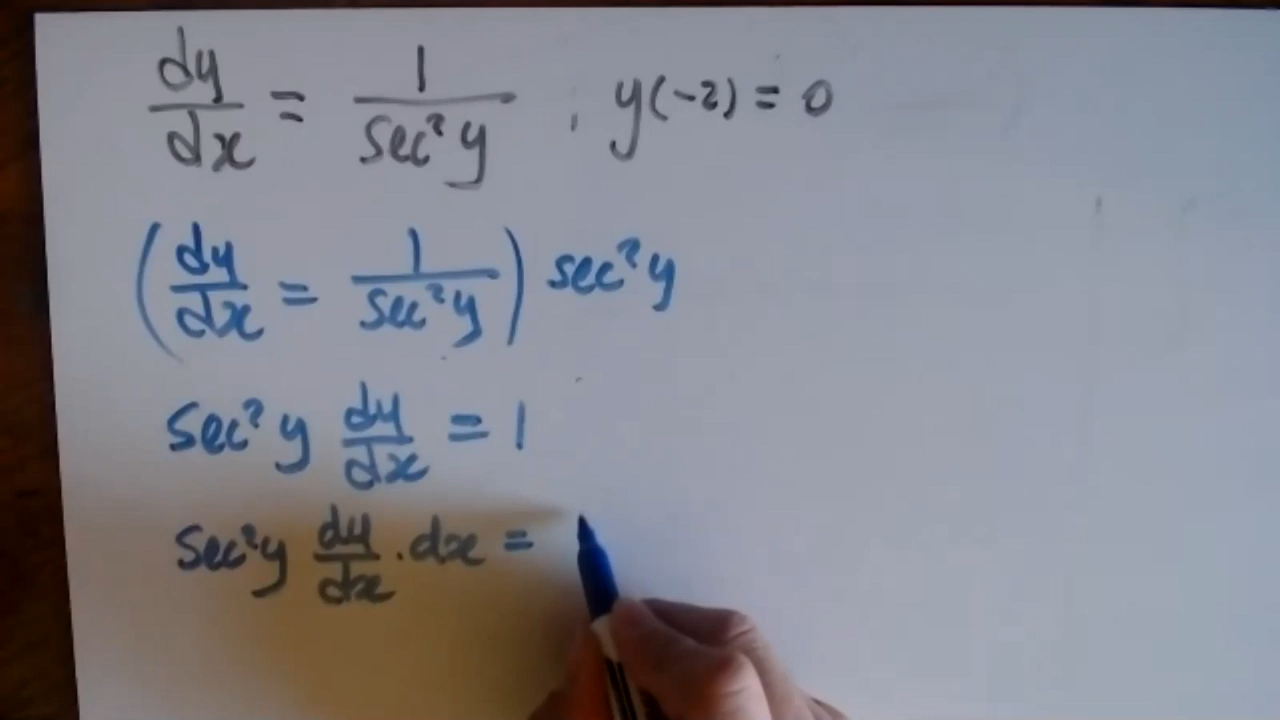 dy/dx = 1/sec²y ; y(-2) = 0
(dy/dx = 1/sec²y) sec²y
sec²y dy/dx = 1
sec²y dy/dx . dx =